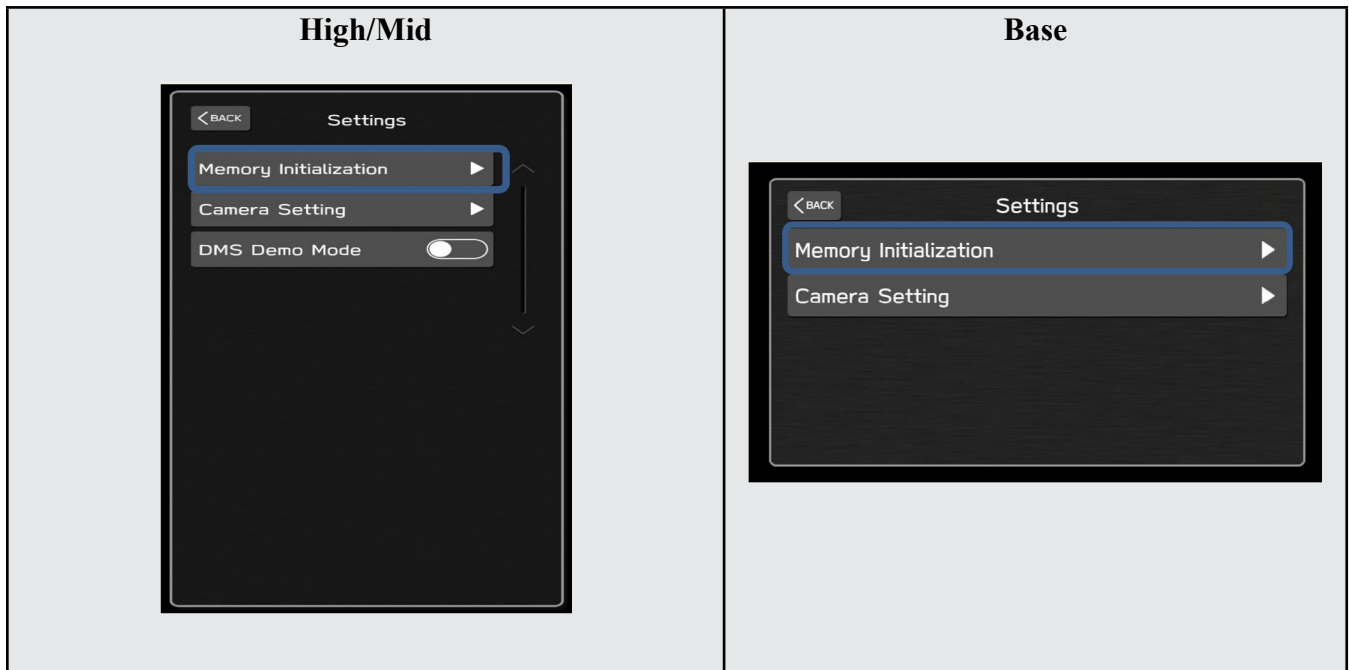 High/Mid
BACK
Settings
Memory Initialization
Camera Setting
DMS Demo Mode
Base
BACK
Settings
Memory Initialization
Camera Setting